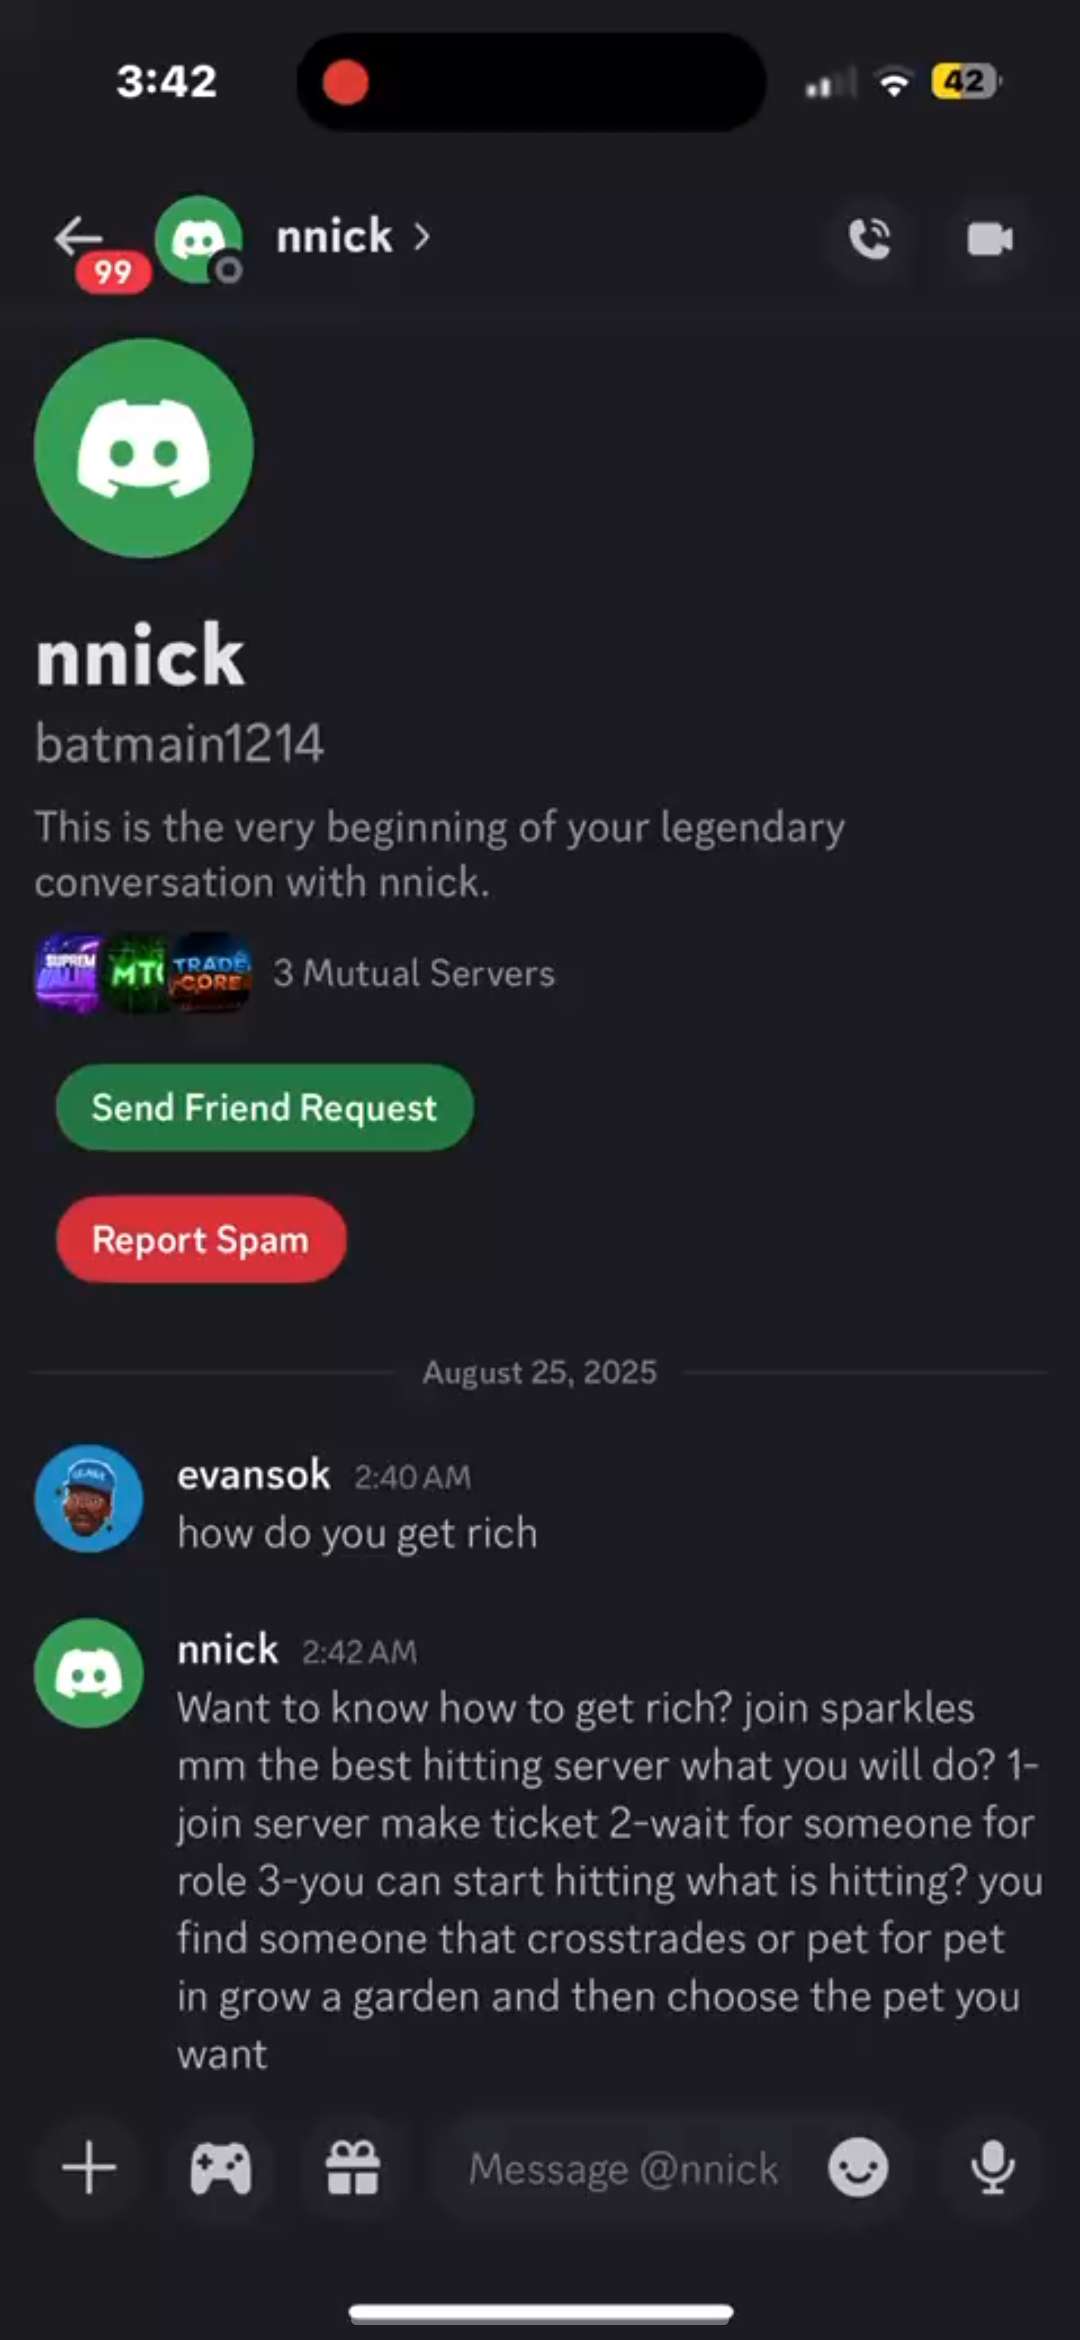 3:42
42
99
nnick
nnick
batmain1214
This is the very beginning of your legendary
conversation with nnick.
SUPREM
TRADE
CORE
3 Mutual Servers
Send Friend Request
Report Spam
August 25, 2025
evansok 2:40 AM
how do you get rich
nnick 2:42 AM
Want to know how to get rich? join sparkles
mm the best hitting server what you will do? 1-
join server make ticket 2-wait for someone for
role 3-you can start hitting what is hitting? you
find someone that crosstrades or pet for pet
in grow a garden and then choose the pet you
want
Message @nnick